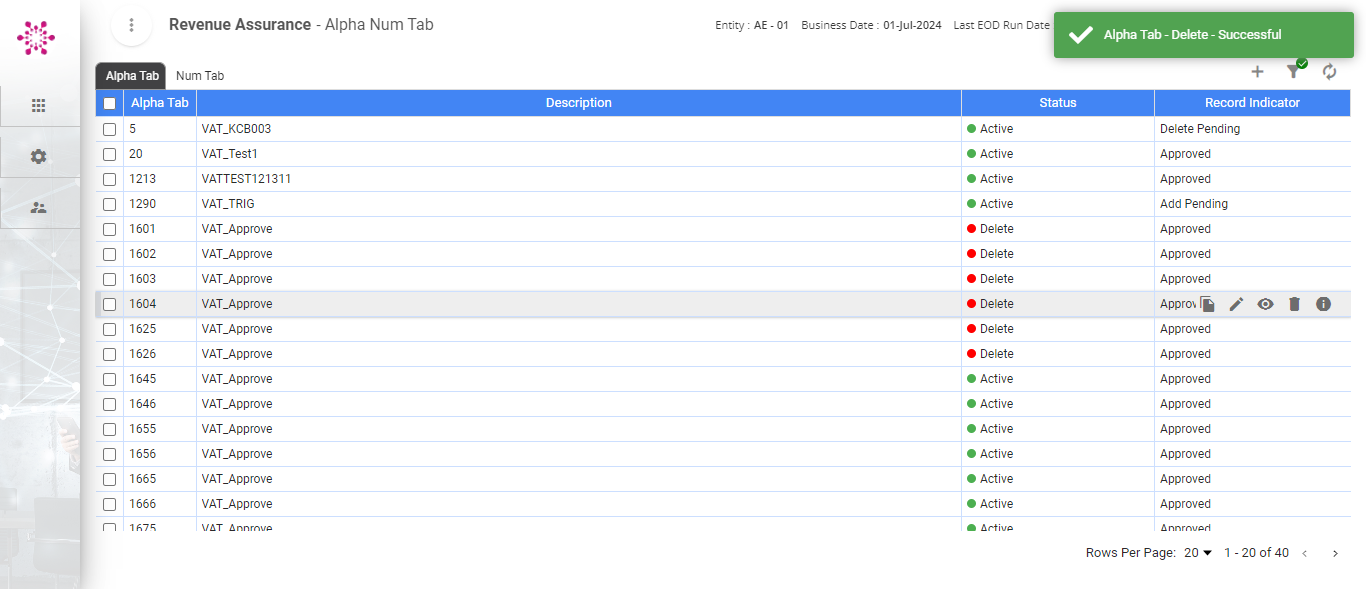 Revenue Assurance - Alpha Num Tab
Entity : AE - 01 Business Date : 01-Jul-2024 Last EOD Run Date
Alpha Tab - Delete - Successful
Alpha Tab Num Tab
Alpha Tab Description Status Record Indicator
5 VAT_KCB003 Active Delete Pending
20 VAT_Test1 Active Approved
1213 VATTEST121311 Active Approved
1290 VAT_TRIG Active Add Pending
1601 VAT_Approve Delete Approved
1602 VAT_Approve Delete Approved
1603 VAT_Approve Delete Approved
1604 VAT_Approve Delete Approv
1625 VAT_Approve Delete Approved
1626 VAT_Approve Delete Approved
1645 VAT_Approve Active Approved
1646 VAT_Approve Active Approved
1655 VAT_Approve Active Approved
1656 VAT_Approve Active Approved
1665 VAT_Approve Active Approved
1666 VAT_Approve Active Approved
1675 VAT_Approve Active Approved
Rows Per Page: 20 1 - 20 of 40